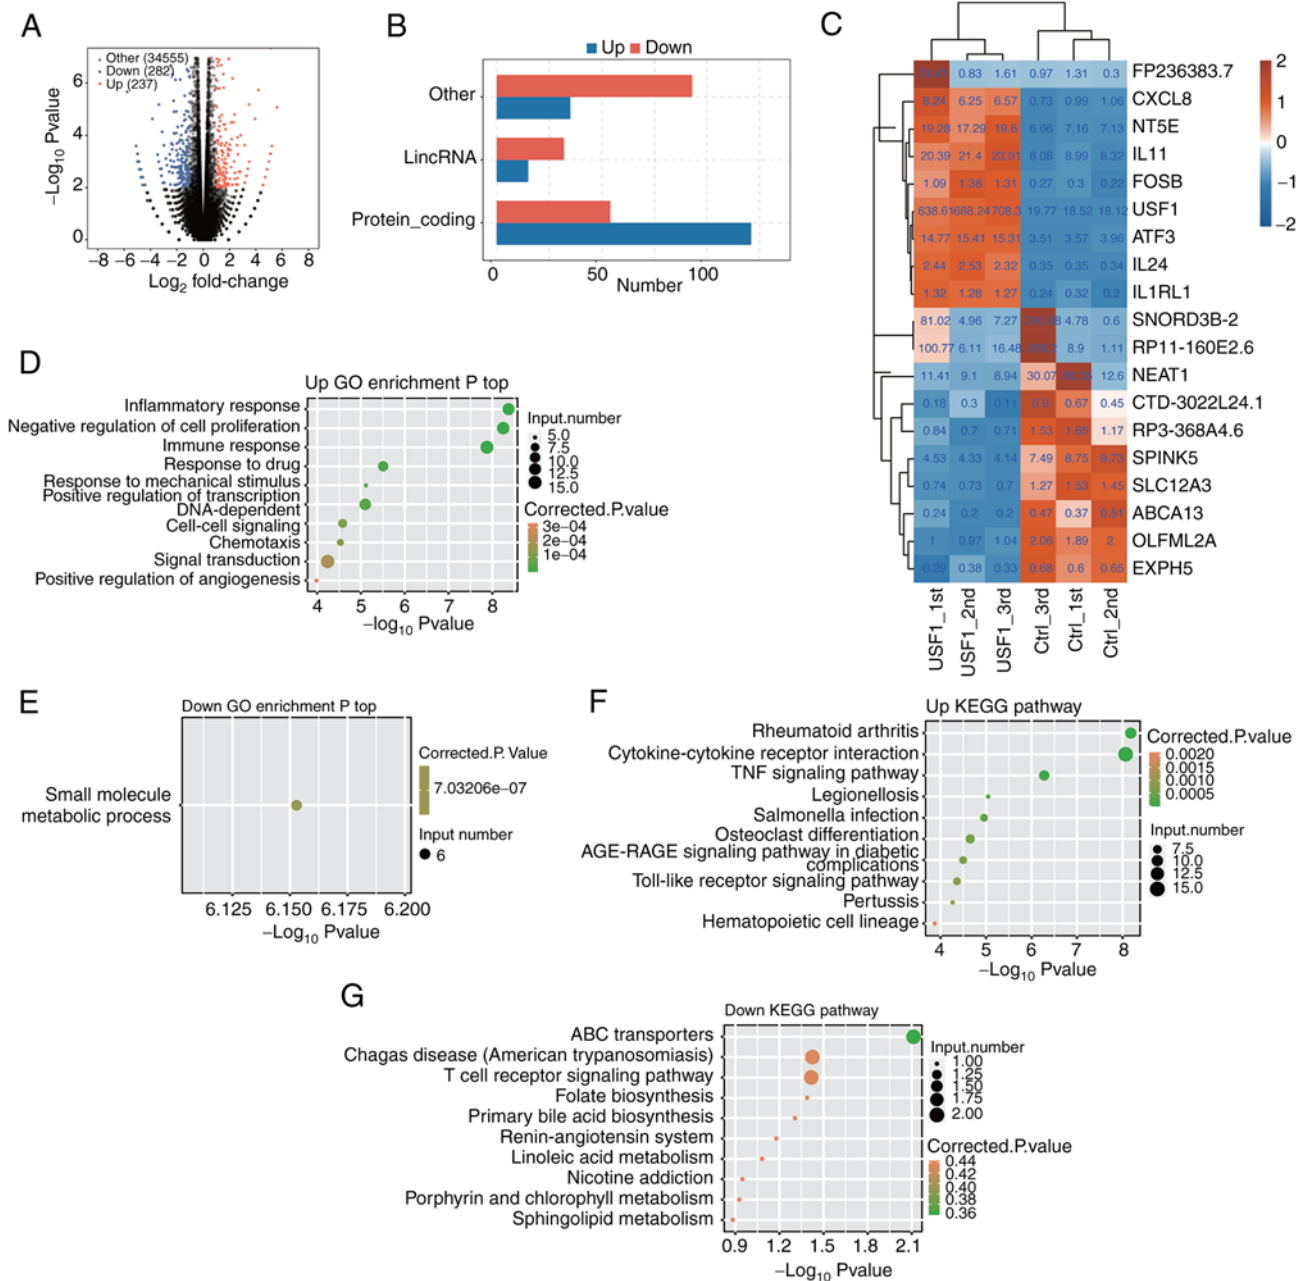 A
Other (34555)
Down (282)
Up (237)
−Log10 Pvalue
6
4
2
0
−8 −6 −4 −2 0 2 4 6 8
Log2 fold-change
B
Up Down
Other
LincRNA
Protein_coding
0 50 100
Number
C
0.83 1.61 0.97 1.31 0.3 FP236383.7
8.24 6.25 6.57 0.73 0.99 1.06 CXCL8
19.28 17.29 19.6 6.66 7.16 7.13 NT5E
20.39 21.4 23.91 8.08 8.99 8.32 IL11
1.09 1.38 1.31 0.27 0.3 0.22 FOSB
638.61 688.24 708.3 19.77 18.52 18.12 USF1
14.77 15.41 15.31 3.51 3.57 3.96 ATF3
2.44 2.53 2.32 0.35 0.35 0.34 IL24
1.32 1.28 1.27 0.24 0.32 0.2 IL1RL1
81.02 4.96 7.27 4.78 0.6 SNORD3B-2
100.77 6.11 16.48 8.9 1.11 RP11-160E2.6
11.41 9.1 8.94 30.07 12.6 NEAT1
0.18 0.3 0.11 0.9 0.67 0.45 CTD-3022L24.1
0.84 0.7 0.71 1.53 1.65 1.17 RP3-368A4.6
4.53 4.33 4.14 7.49 8.75 9.73 SPINK5
0.74 0.73 0.7 1.27 1.53 1.45 SLC12A3
0.24 0.2 0.2 0.47 0.37 0.51 ABCA13
1 0.97 1.04 2.06 1.89 2 OLFML2A
0.29 0.38 0.33 0.68 0.6 0.65 EXPH5
USF1_1st
USF1_2nd
USF1_3rd
Ctrl_3rd
Ctrl_1st
Ctrl_2nd
2
1
0
−1
−2
D
Up GO enrichment P top
Inflammatory response
Negative regulation of cell proliferation
Immune response
Response to drug
Response to mechanical stimulus
Positive regulation of transcription
DNA-dependent
Cell-cell signaling
Chemotaxis
Signal transduction
Positive regulation of angiogenesis
4 5 6 7 8
−log10 Pvalue
Input.number
5.0
7.5
10.0
12.5
15.0
Corrected.P.value
3e−04
2e−04
1e−04
E
Down GO enrichment P top
Small molecule
metabolic process
6.125 6.150 6.175 6.200
−Log10 Pvalue
Corrected.P.Value
7.03206e−07
Input number
6
F
Up KEGG pathway
Rheumatoid arthritis
Cytokine-cytokine receptor interaction
TNF signaling pathway
Legionellosis
Salmonella infection
Osteoclast differentiation
AGE-RAGE signaling pathway in diabetic
complications
Toll-like receptor signaling pathway
Pertussis
Hematopoietic cell lineage
4 5 6 7 8
−Log10 Pvalue
Corrected.P.value
0.0020
0.0015
0.0010
0.0005
Input.number
7.5
10.0
12.5
15.0
G
Down KEGG pathway
ABC transporters
Chagas disease (American trypanosomiasis)
T cell receptor signaling pathway
Folate biosynthesis
Primary bile acid biosynthesis
Renin-angiotensin system
Linoleic acid metabolism
Nicotine addiction
Porphyrin and chlorophyll metabolism
Sphingolipid metabolism
0.9 1.2 1.5 1.8 2.1
−Log10 Pvalue
Input.number
1.00
1.25
1.50
1.75
2.00
Corrected.P.value
0.44
0.42
0.40
0.38
0.36